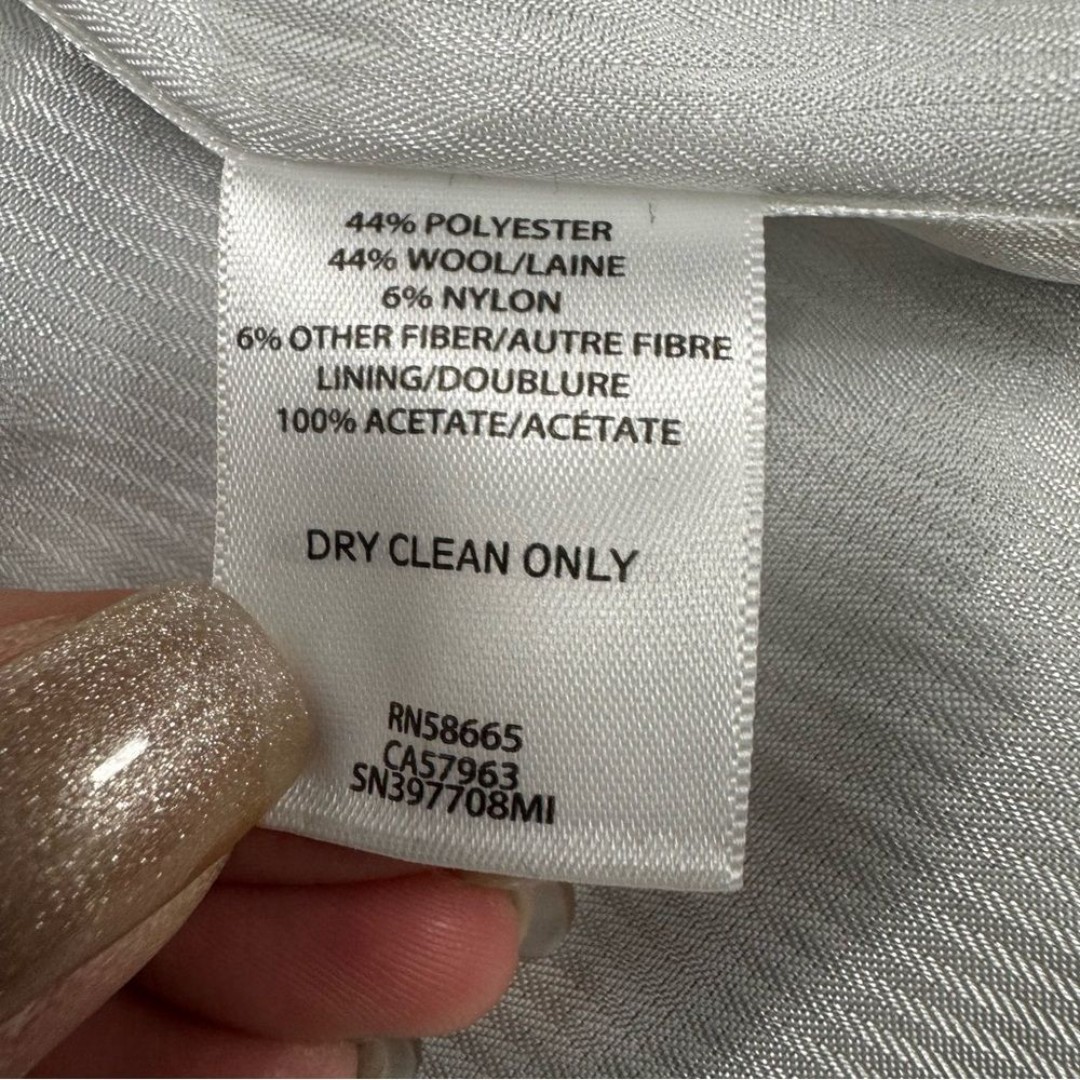 44% POLYESTER
44% WOOL/LAINE
6% NYLON
6% OTHER FIBER/AUTRE FIBRE
LINING/DOUBLURE
100% ACETATE/ACÉTATE
DRY CLEAN ONLY
RN58665
CA57963
SN397708MI